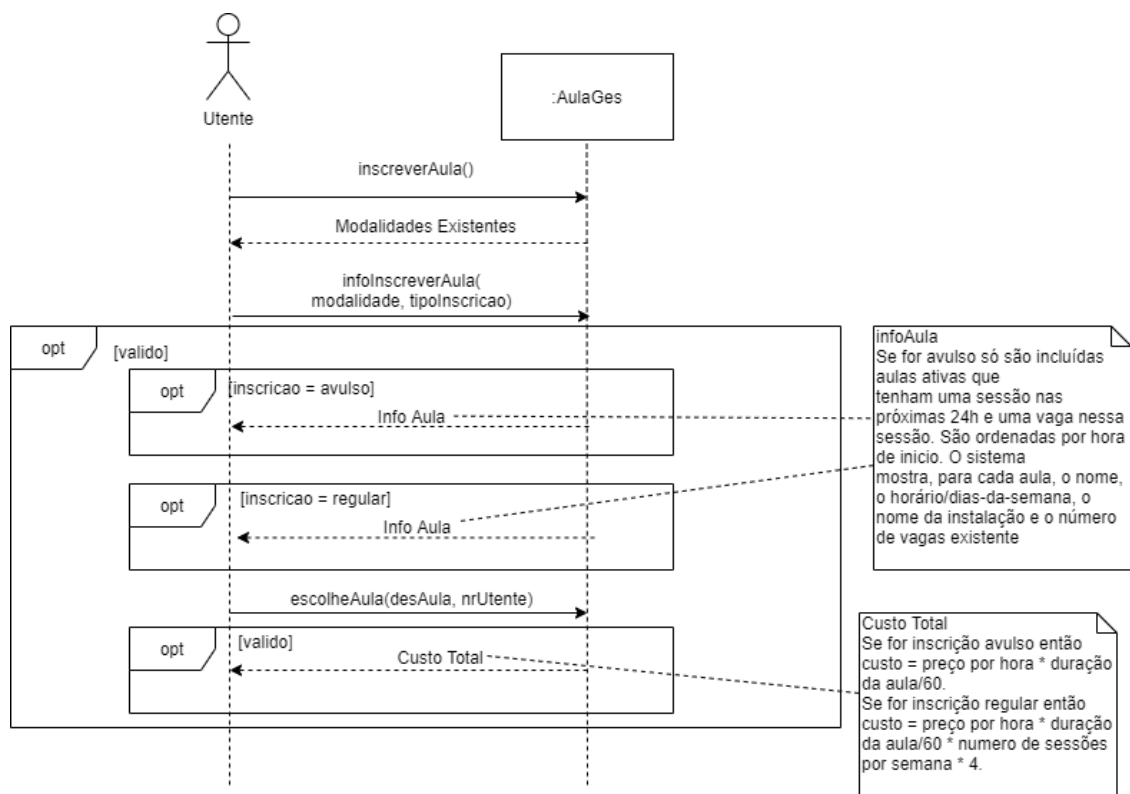 Utente
:AulaGes
inscreverAula()
Modalidades Existentes
infoInscreverAula(
modalidade, tipoInscricao)
opt
[valido]
opt
[inscricao = avulso]
Info Aula
opt
[inscricao = regular]
Info Aula
escolheAula(desAula, nrUtente)
opt
[valido]
Custo Total
infoAula
Se for avulso só são incluídas
aulas ativas que
tenham uma sessão nas
próximas 24h e uma vaga nessa
sessão. São ordenadas por hora
de inicio. O sistema
mostra, para cada aula, o nome,
o horário/dias-da-semana, o
nome da instalação e o número
de vagas existente
Custo Total
Se for inscrição avulso então
custo = preço por hora * duração
da aula/60.
Se for inscrição regular então
custo = preço por hora * duração
da aula/60 * numero de sessões
por semana * 4.